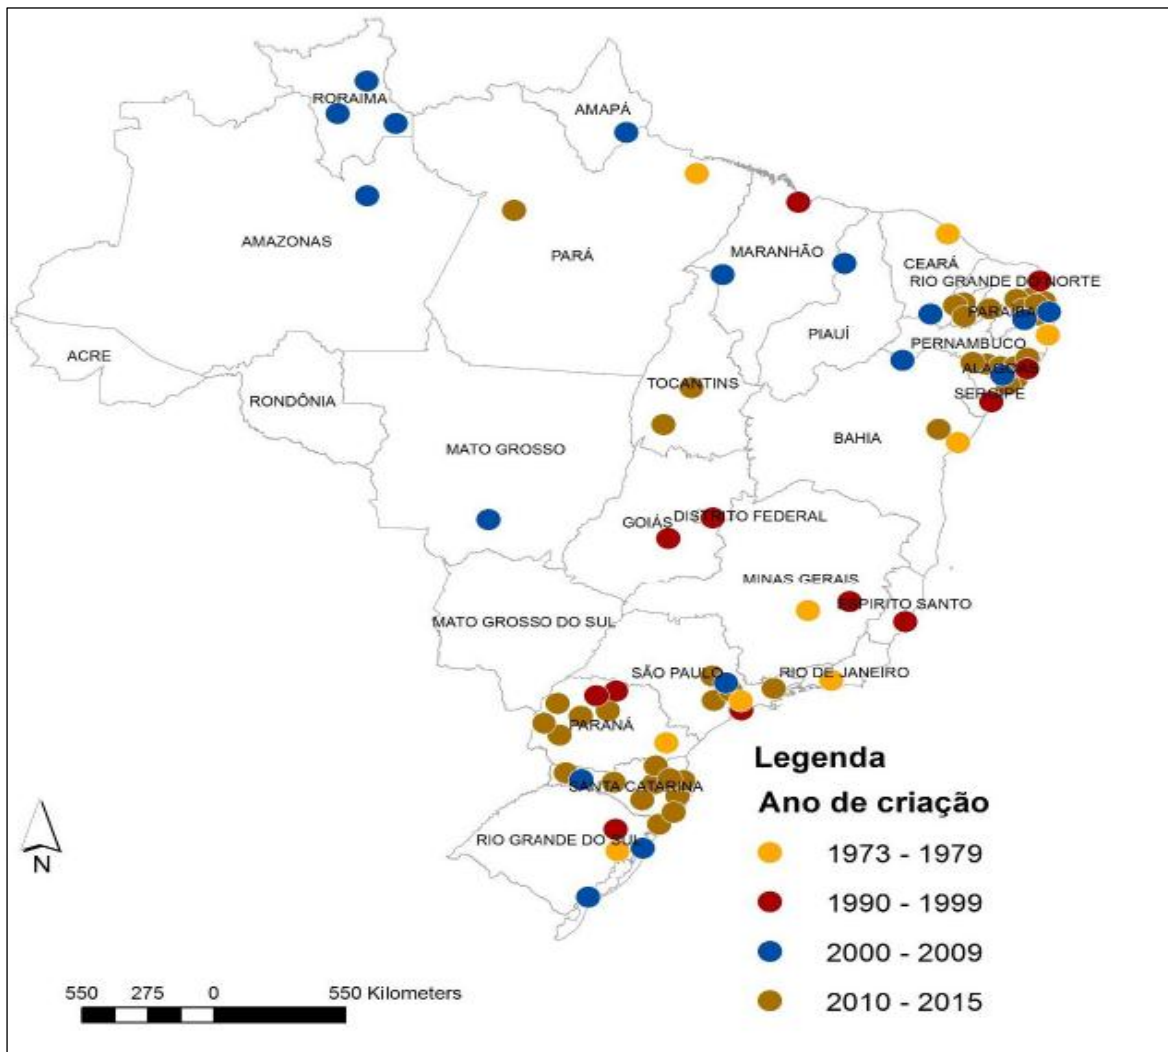 RORAIMA
AMAPÁ
AMAZONAS
PARÁ
MARANHÃO
CEARÁ
RIO GRANDE DO NORTE
PARAIBA
PIAUÍ
PERNAMBUCO
ACRE
ALAGOAS
TOCANTINS
SERGIPE
RONDÔNIA
BAHIA
MATO GROSSO
GOIÁS
DISTRITO FEDERAL
MINAS GERAIS
ESPIRITO SANTO
MATO GROSSO DO SUL
SÃO PAULO
RIO DE JANEIRO
PARANÁ
SANTA CATARINA
RIO GRANDE DO SUL
N
Legenda
Ano de criação
1973 - 1979
1990 - 1999
2000 - 2009
2010 - 2015
550 275 0 550 Kilometers